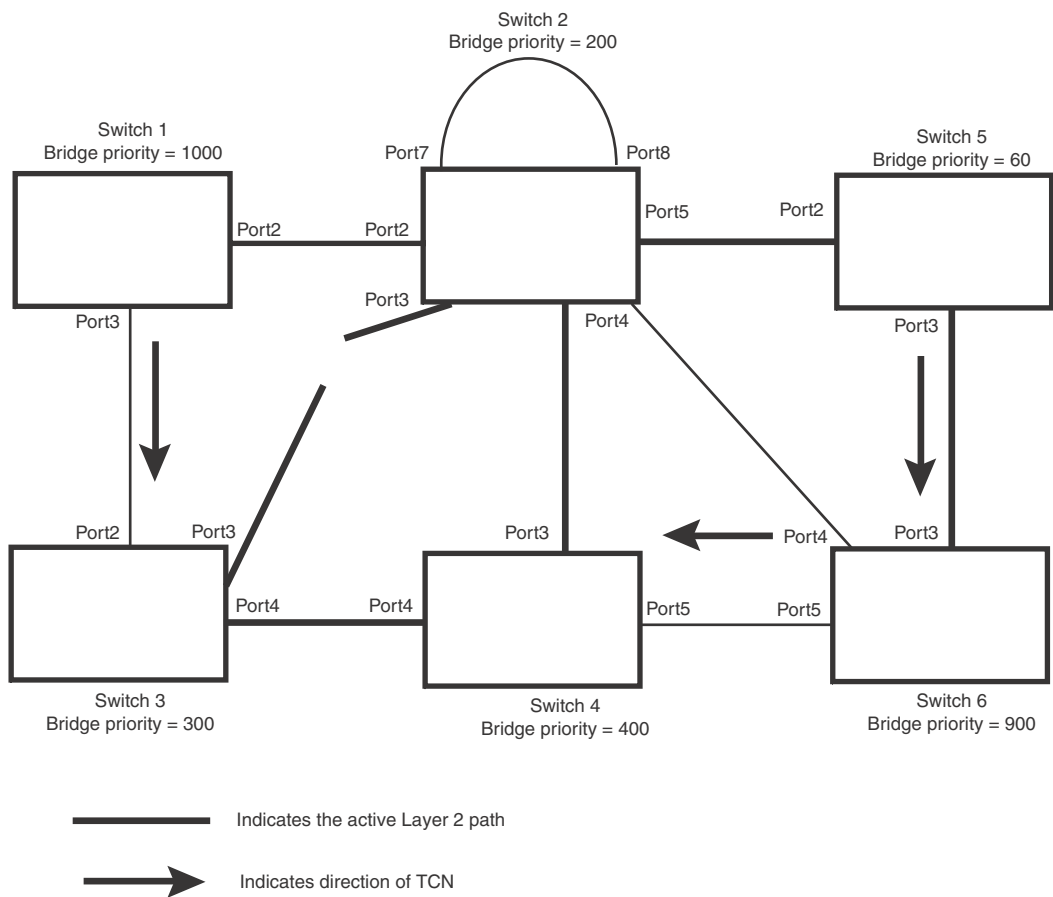 Switch 2
Bridge priority = 200
Switch 1
Bridge priority = 1000
Switch 5
Bridge priority = 60
Port7
Port8
Port2
Port2
Port5
Port2
Port3
Port3
Port4
Port3
Port2
Port3
Port3
Port4
Port3
Port4
Port4
Port5
Port5
Switch 3
Bridge priority = 300
Switch 4
Bridge priority = 400
Switch 6
Bridge priority = 900
Indicates the active Layer 2 path
Indicates direction of TCN